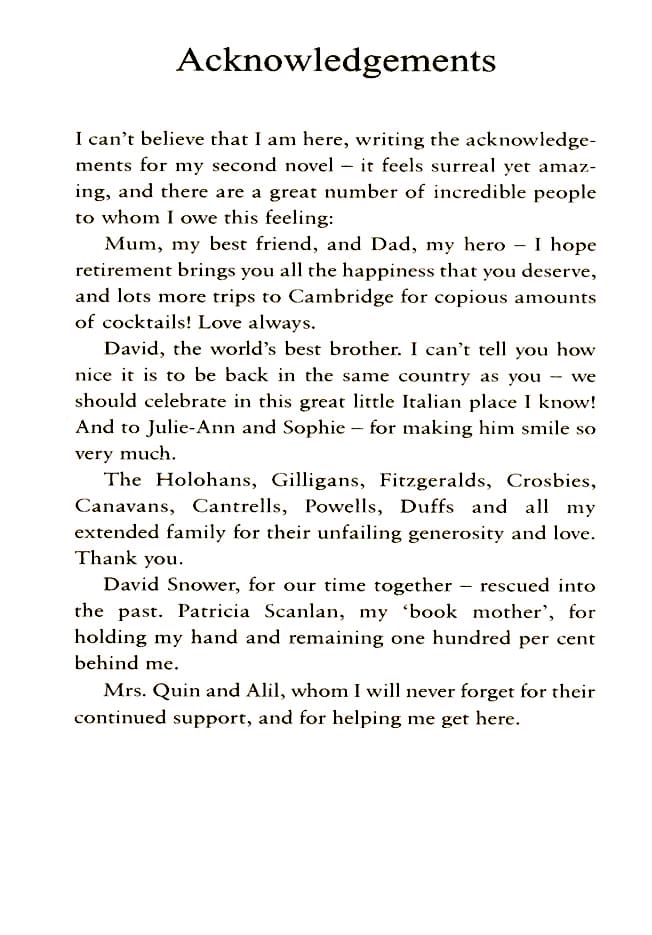 Acknowledgements
I can't believe that I am here, writing the acknowledge-
ments for my second novel – it feels surreal yet amaz-
ing, and there are a great number of incredible people
to whom I owe this feeling:
Mum, my best friend, and Dad, my hero – I hope
retirement brings you all the happiness that you deserve,
and lots more trips to Cambridge for copious amounts
of cocktails! Love always.
David, the world's best brother. I can't tell you how
nice it is to be back in the same country as you – we
should celebrate in this great little Italian place I know!
And to Julie-Ann and Sophie – for making him smile so
very much.
The Holohans, Gilligans, Fitzgeralds, Crosbies,
Canavans, Cantrells, Powells, Duffs and all my
extended family for their unfailing generosity and love.
Thank you.
David Snower, for our time together – rescued into
the past. Patricia Scanlan, my 'book mother', for
holding my hand and remaining one hundred per cent
behind me.
Mrs. Quin and Alil, whom I will never forget for their
continued support, and for helping me get here.